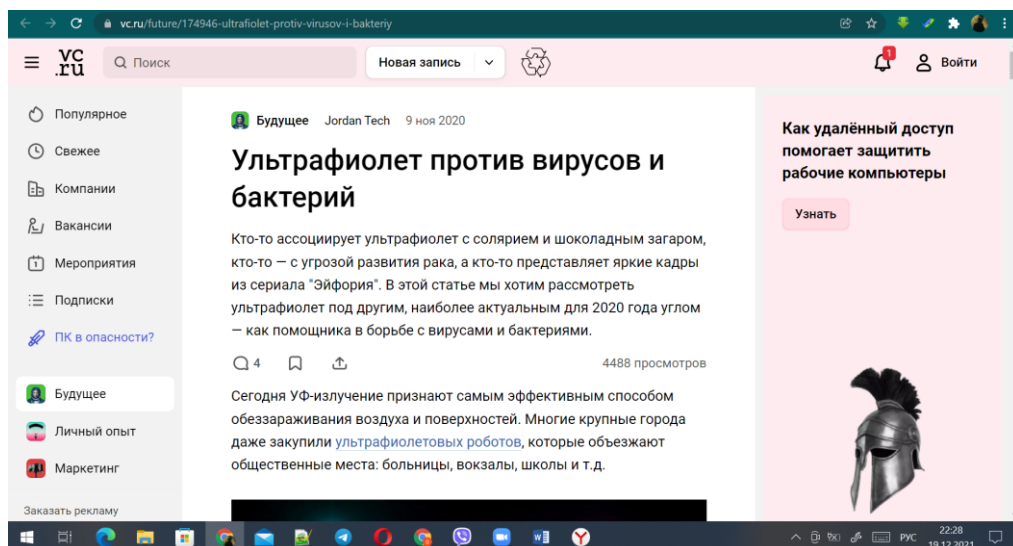 vc.ru/future/174946-ultrafiolet-protiv-virusov-i-bakteriy
vc
.ru
Поиск
Новая запись
1
Войти
Популярное
Свежее
Компании
Вакансии
1
Мероприятия
Подписки
ПК в опасности?
Будущее
Личный опыт
Маркетинг
Заказать рекламу
Будущее Jordan Tech 9 ноя 2020
Ультрафиолет против вирусов и
бактерий
Кто-то ассоциирует ультрафиолет с солярием и шоколадным загаром,
кто-то — с угрозой развития рака, а кто-то представляет яркие кадры
из сериала "Эйфория". В этой статье мы хотим рассмотреть
ультрафиолет под другим, наиболее актуальным для 2020 года углом
— как помощника в борьбе с вирусами и бактериями.
4 4488 просмотров
Сегодня УФ-излучение признают самым эффективным способом
обеззараживания воздуха и поверхностей. Многие крупные города
даже закупили ультрафиолетовых роботов, которые объезжают
общественные места: больницы, вокзалы, школы и т.д.
Как удалённый доступ
помогает защитить
рабочие компьютеры
Узнать
РУС
22:28
19.12.2021